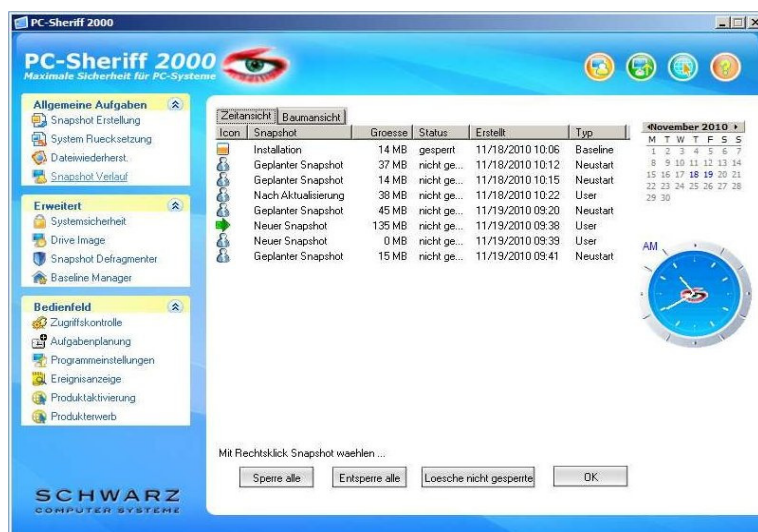 PC-Sheriff 2000
PC-Sheriff 2000
Maximale Sicherheit für PC-Systeme
Allgemeine Aufgaben
Snapshot Erstellung
System Ruecksetzung
Dateiwiederherst.
Snapshot Verlauf
Erweitert
Systemsicherheit
Drive Image
Snapshot Defragmenter
Baseline Manager
Bedienfeld
Zugriffskontrolle
Aufgabenplanung
Programmeinstellungen
Ereignisanzeige
Produktaktivierung
Produkterwerb
SCHWARZ
COMPUTER SYSTEME
Zeitansicht Baumansicht
Icon Snapshot Groesse Status Erstellt Typ
Installation 14 MB gesperrt 11/18/2010 10:06 Baseline
Geplanter Snapshot 37 MB nicht ge... 11/18/2010 10:12 Neustart
Geplanter Snapshot 14 MB nicht ge... 11/18/2010 10:15 Neustart
Nach Aktualisierung 38 MB nicht ge... 11/18/2010 10:22 User
Geplanter Snapshot 45 MB nicht ge... 11/19/2010 09:20 Neustart
Neuer Snapshot 135 MB nicht ge... 11/19/2010 09:38 User
Neuer Snapshot 0 MB nicht ge... 11/19/2010 09:39 User
Geplanter Snapshot 15 MB nicht ge... 11/19/2010 09:41 Neustart
Mit Rechtsklick Snapshot waehlen ...
Sperre alle Entsperre alle Loesche nicht gesperrte OK
November 2010
M T W T F S S
1 2 3 4 5 6 7
8 9 10 11 12 13 14
15 16 17 18 19 20 21
22 23 24 25 26 27 28
29 30
AM